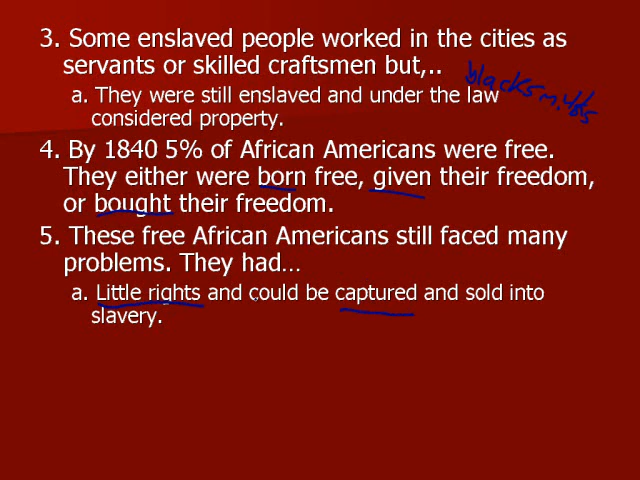 3. Some enslaved people worked in the cities as
servants or skilled craftsmen but,..
blacksmiths
a. They were still enslaved and under the law
considered property.
4. By 1840 5% of African Americans were free.
They either were born free, given their freedom,
or bought their freedom.
5. These free African Americans still faced many
problems. They had…
a. Little rights and could be captured and sold into
slavery.